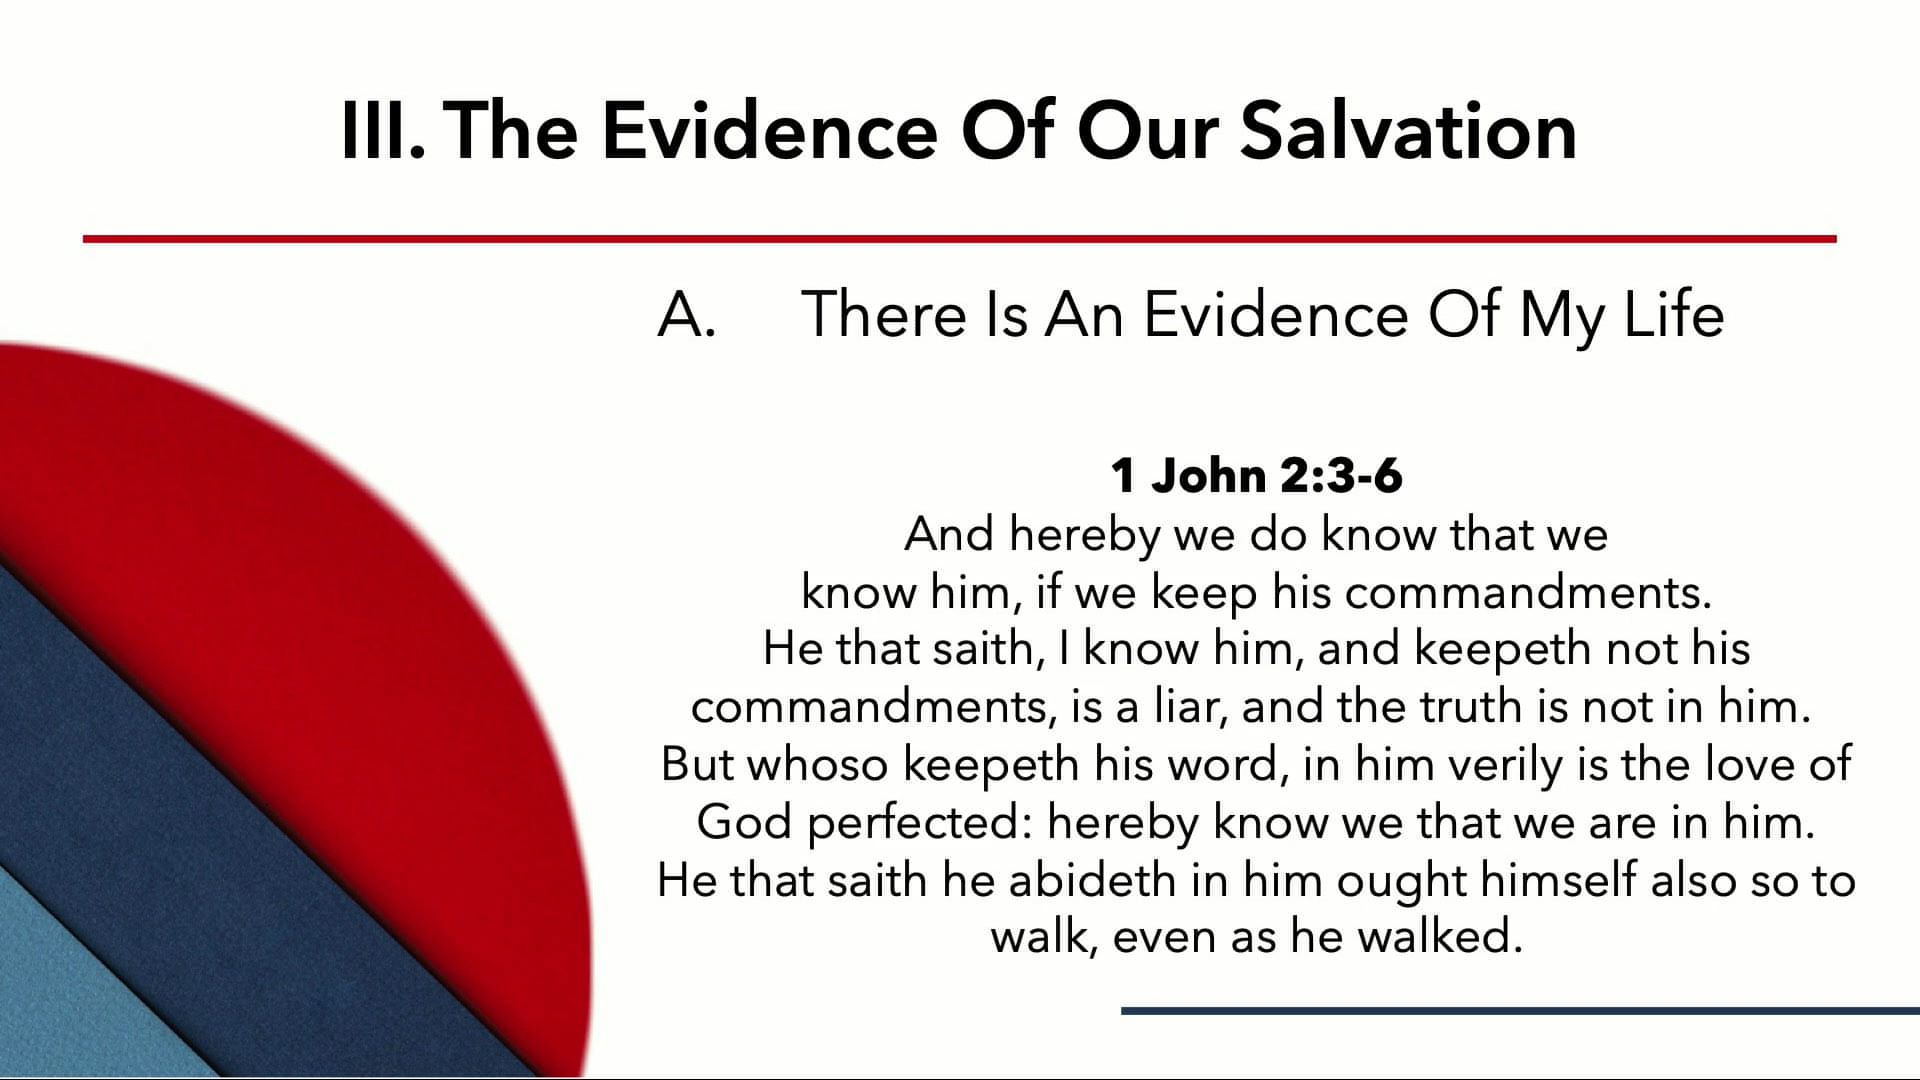 III. The Evidence Of Our Salvation
A. There Is An Evidence Of My Life
1 John 2:3-6
And hereby we do know that we
know him, if we keep his commandments.
He that saith, I know him, and keepeth not his
commandments, is a liar, and the truth is not in him.
But whoso keepeth his word, in him verily is the love of
God perfected: hereby know we that we are in him.
He that saith he abideth in him ought himself also so to
walk, even as he walked.